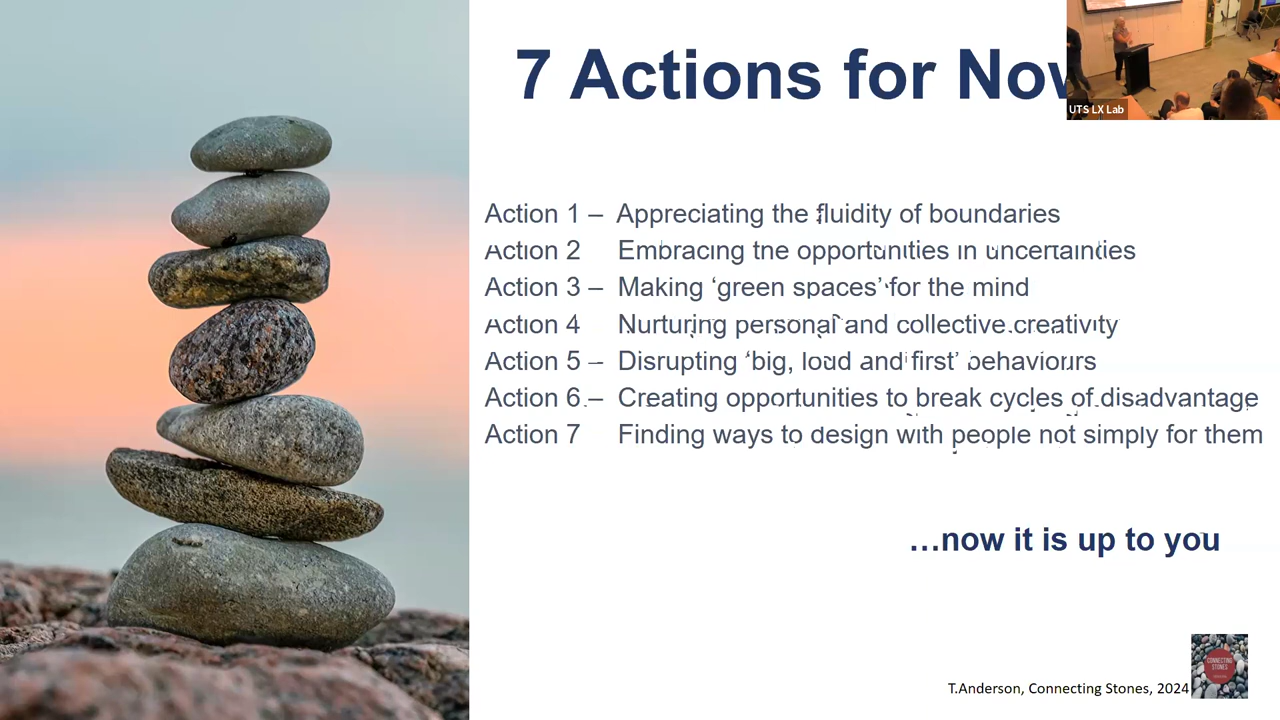 7 Actions for Now
UTS LX Lab
Action 1 – Appreciating the fluidity of boundaries
Action 2 Embracing the opportunities in uncertainties
Action 3 – Making ‘green spaces’ for the mind
Action 4 Nurturing personal and collective creativity
Action 5 – Disrupting ‘big, loud and first’ behaviours
Action 6 – Creating opportunities to break cycles of disadvantage
Action 7 Finding ways to design with people not simply for them
…now it is up to you
CONNECTING
STONES
T.Anderson, Connecting Stones, 2024